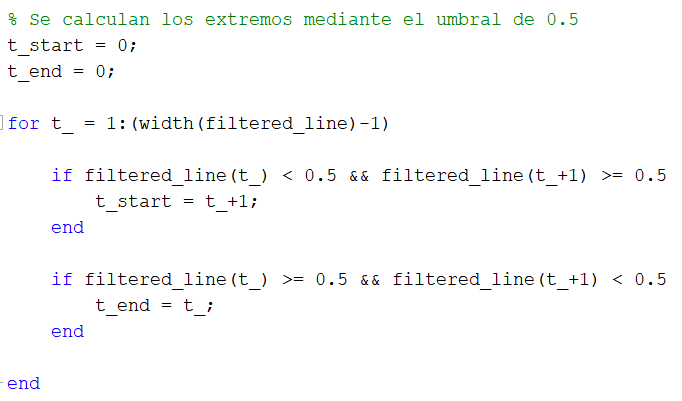 % Se calculan los extremos mediante el umbral de 0.5
t_start = 0;
t_end = 0;
for t_ = 1:(width(filtered_line)-1)
if filtered_line(t_) < 0.5 && filtered_line(t_+1) >= 0.5
t_start = t_+1;
end
if filtered_line(t_) >= 0.5 && filtered_line(t_+1) < 0.5
t_end = t_;
end
end